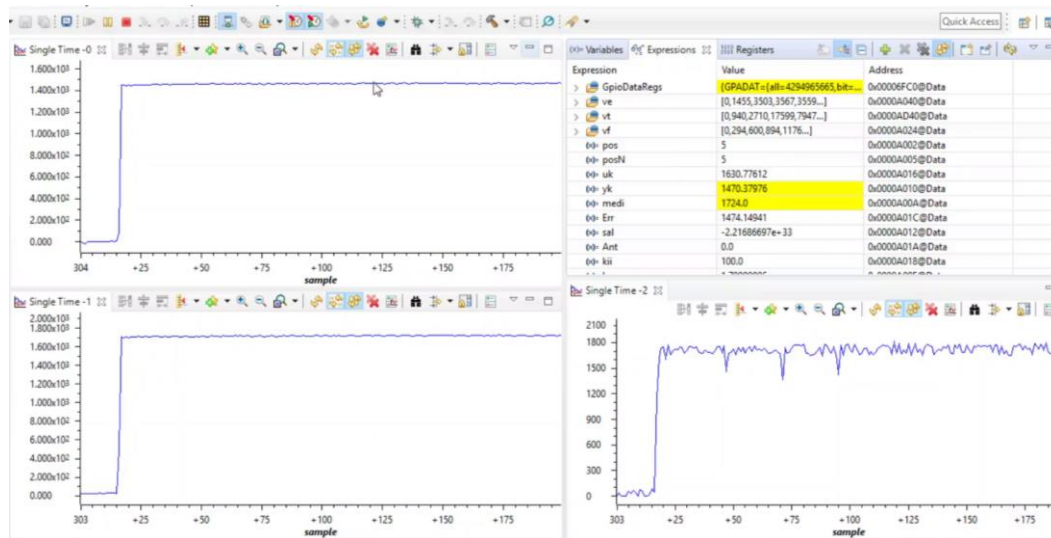 Quick Access
Single Time -0
1.600x10³
1.400x10³
1.200x10³
1.000x10³
8.000x10²
6.000x10²
4.000x10²
2.000x10²
0.000
304 +25 +50 +75 +100 +125 +150 +175
sample
(x)= Variables Expressions Registers
Expression Value Address
GpioDataRegs {GPADAT={all=4294965665,bit=... 0x00006FC0@Data
ve [0,1455,3503,3567,3559...] 0x0000A040@Data
vt [0,940,2710,17599,7947...] 0x0000AD40@Data
vf [0,294,600,894,1176...] 0x0000A024@Data
(x)= pos 5 0x0000A002@Data
(x)= posN 5 0x0000A005@Data
(x)= uk 1630.77612 0x0000A016@Data
(x)= yk 1470.37976 0x0000A010@Data
(x)= medi 1724.0 0x0000A00A@Data
(x)= Err 1474.14941 0x0000A01C@Data
(x)= sal -2.21686697e+33 0x0000A012@Data
(x)= Ant 0.0 0x0000A01A@Data
(x)= kii 100.0 0x0000A018@Data
Single Time -1
2.000x10³
1.800x10³
1.600x10³
1.400x10³
1.200x10³
1.000x10³
8.000x10²
6.000x10²
4.000x10²
2.000x10²
0.000
303 +25 +50 +75 +100 +125 +150 +175
sample
Single Time -2
2100
1800
1500
1200
900
600
300
0
303 +25 +50 +75 +100 +125 +150 +175
sample